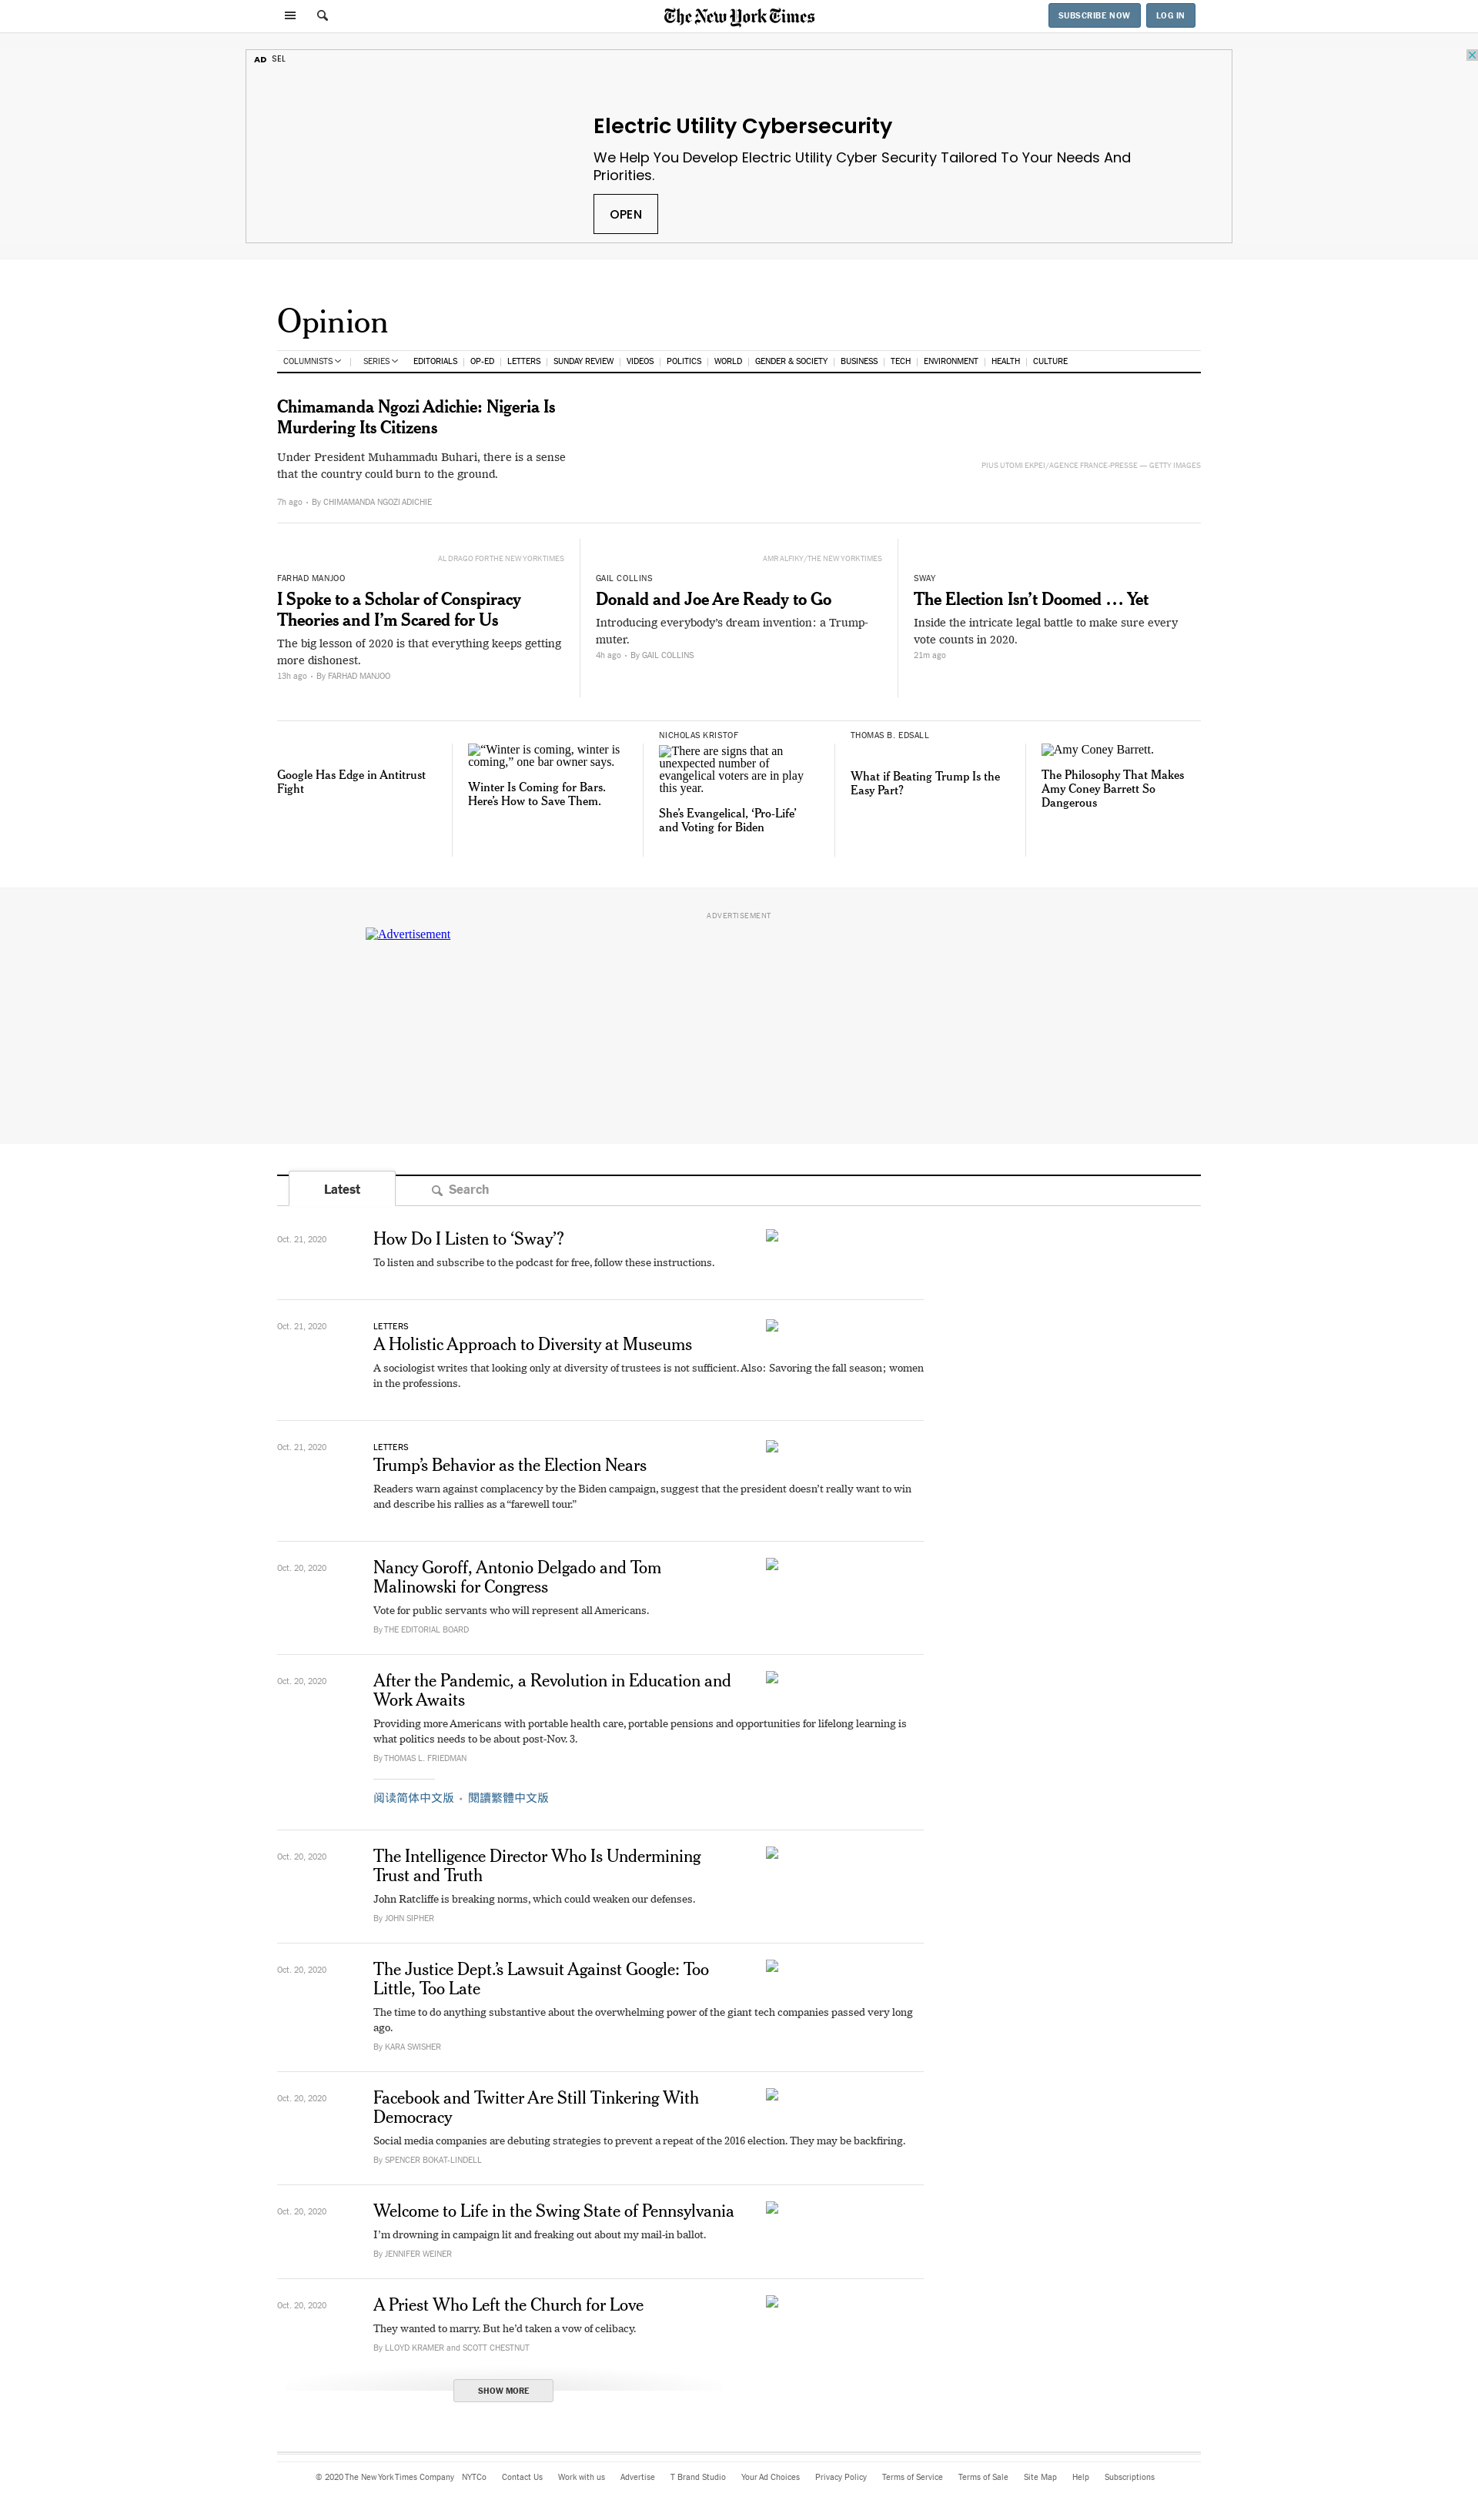 The New York Times
SUBSCRIBE NOW
LOG IN
AD SEL
Electric Utility Cybersecurity
We Help You Develop Electric Utility Cyber Security Tailored To Your Needs And
Priorities.
OPEN
Opinion
COLUMNISTS
SERIES
EDITORIALS
OP-ED
LETTERS
SUNDAY REVIEW
VIDEOS
POLITICS
WORLD
GENDER & SOCIETY
BUSINESS
TECH
ENVIRONMENT
HEALTH
CULTURE
Chimamanda Ngozi Adichie: Nigeria Is
Murdering Its Citizens
Under President Muhammadu Buhari, there is a sense
that the country could burn to the ground.
7h ago · By CHIMAMANDA NGOZI ADICHIE
PIUS UTOMI EKPEI/AGENCE FRANCE-PRESSE — GETTY IMAGES
AL DRAGO FOR THE NEW YORK TIMES
FARHAD MANJOO
I Spoke to a Scholar of Conspiracy
Theories and I’m Scared for Us
The big lesson of 2020 is that everything keeps getting
more dishonest.
13h ago · By FARHAD MANJOO
AMR ALFIKY/THE NEW YORK TIMES
GAIL COLLINS
Donald and Joe Are Ready to Go
Introducing everybody’s dream invention: a Trump-
muter.
4h ago · By GAIL COLLINS
SWAY
The Election Isn’t Doomed … Yet
Inside the intricate legal battle to make sure every
vote counts in 2020.
21m ago
Google Has Edge in Antitrust
Fight
“Winter is coming, winter is
coming,” one bar owner says.
Winter Is Coming for Bars.
Here’s How to Save Them.
NICHOLAS KRISTOF
There are signs that an
unexpected number of
evangelical voters are in play
this year.
She’s Evangelical, ‘Pro-Life’
and Voting for Biden
THOMAS B. EDSALL
What if Beating Trump Is the
Easy Part?
Amy Coney Barrett.
The Philosophy That Makes
Amy Coney Barrett So
Dangerous
ADVERTISEMENT
Advertisement
Latest
Search
Oct. 21, 2020
How Do I Listen to ‘Sway’?
To listen and subscribe to the podcast for free, follow these instructions.
Oct. 21, 2020
LETTERS
A Holistic Approach to Diversity at Museums
A sociologist writes that looking only at diversity of trustees is not sufficient. Also: Savoring the fall season; women
in the professions.
Oct. 21, 2020
LETTERS
Trump’s Behavior as the Election Nears
Readers warn against complacency by the Biden campaign, suggest that the president doesn’t really want to win
and describe his rallies as a “farewell tour.”
Oct. 20, 2020
Nancy Goroff, Antonio Delgado and Tom
Malinowski for Congress
Vote for public servants who will represent all Americans.
By THE EDITORIAL BOARD
Oct. 20, 2020
After the Pandemic, a Revolution in Education and
Work Awaits
Providing more Americans with portable health care, portable pensions and opportunities for lifelong learning is
what politics needs to be about post-Nov. 3.
By THOMAS L. FRIEDMAN
阅读简体中文版 · 閱讀繁體中文版
Oct. 20, 2020
The Intelligence Director Who Is Undermining
Trust and Truth
John Ratcliffe is breaking norms, which could weaken our defenses.
By JOHN SIPHER
Oct. 20, 2020
The Justice Dept.’s Lawsuit Against Google: Too
Little, Too Late
The time to do anything substantive about the overwhelming power of the giant tech companies passed very long
ago.
By KARA SWISHER
Oct. 20, 2020
Facebook and Twitter Are Still Tinkering With
Democracy
Social media companies are debuting strategies to prevent a repeat of the 2016 election. They may be backfiring.
By SPENCER BOKAT-LINDELL
Oct. 20, 2020
Welcome to Life in the Swing State of Pennsylvania
I’m drowning in campaign lit and freaking out about my mail-in ballot.
By JENNIFER WEINER
Oct. 20, 2020
A Priest Who Left the Church for Love
They wanted to marry. But he’d taken a vow of celibacy.
By LLOYD KRAMER and SCOTT CHESTNUT
SHOW MORE
© 2020 The New York Times Company
NYTCo
Contact Us
Work with us
Advertise
T Brand Studio
Your Ad Choices
Privacy Policy
Terms of Service
Terms of Sale
Site Map
Help
Subscriptions